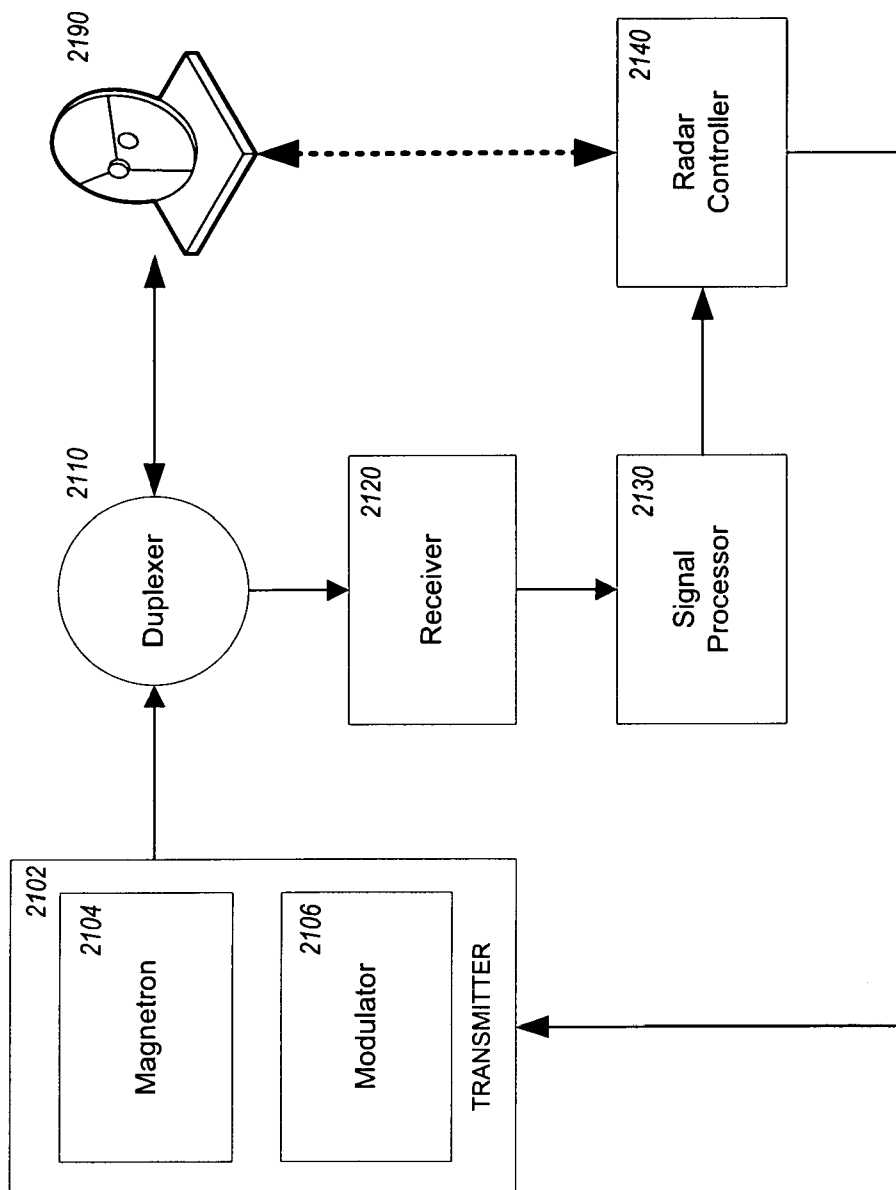 2102
2104
Magnetron
2106
Modulator
TRANSMITTER
2110
Duplexer
2120
Receiver
2130
Signal
Processor
2190
2140
Radar
Controller